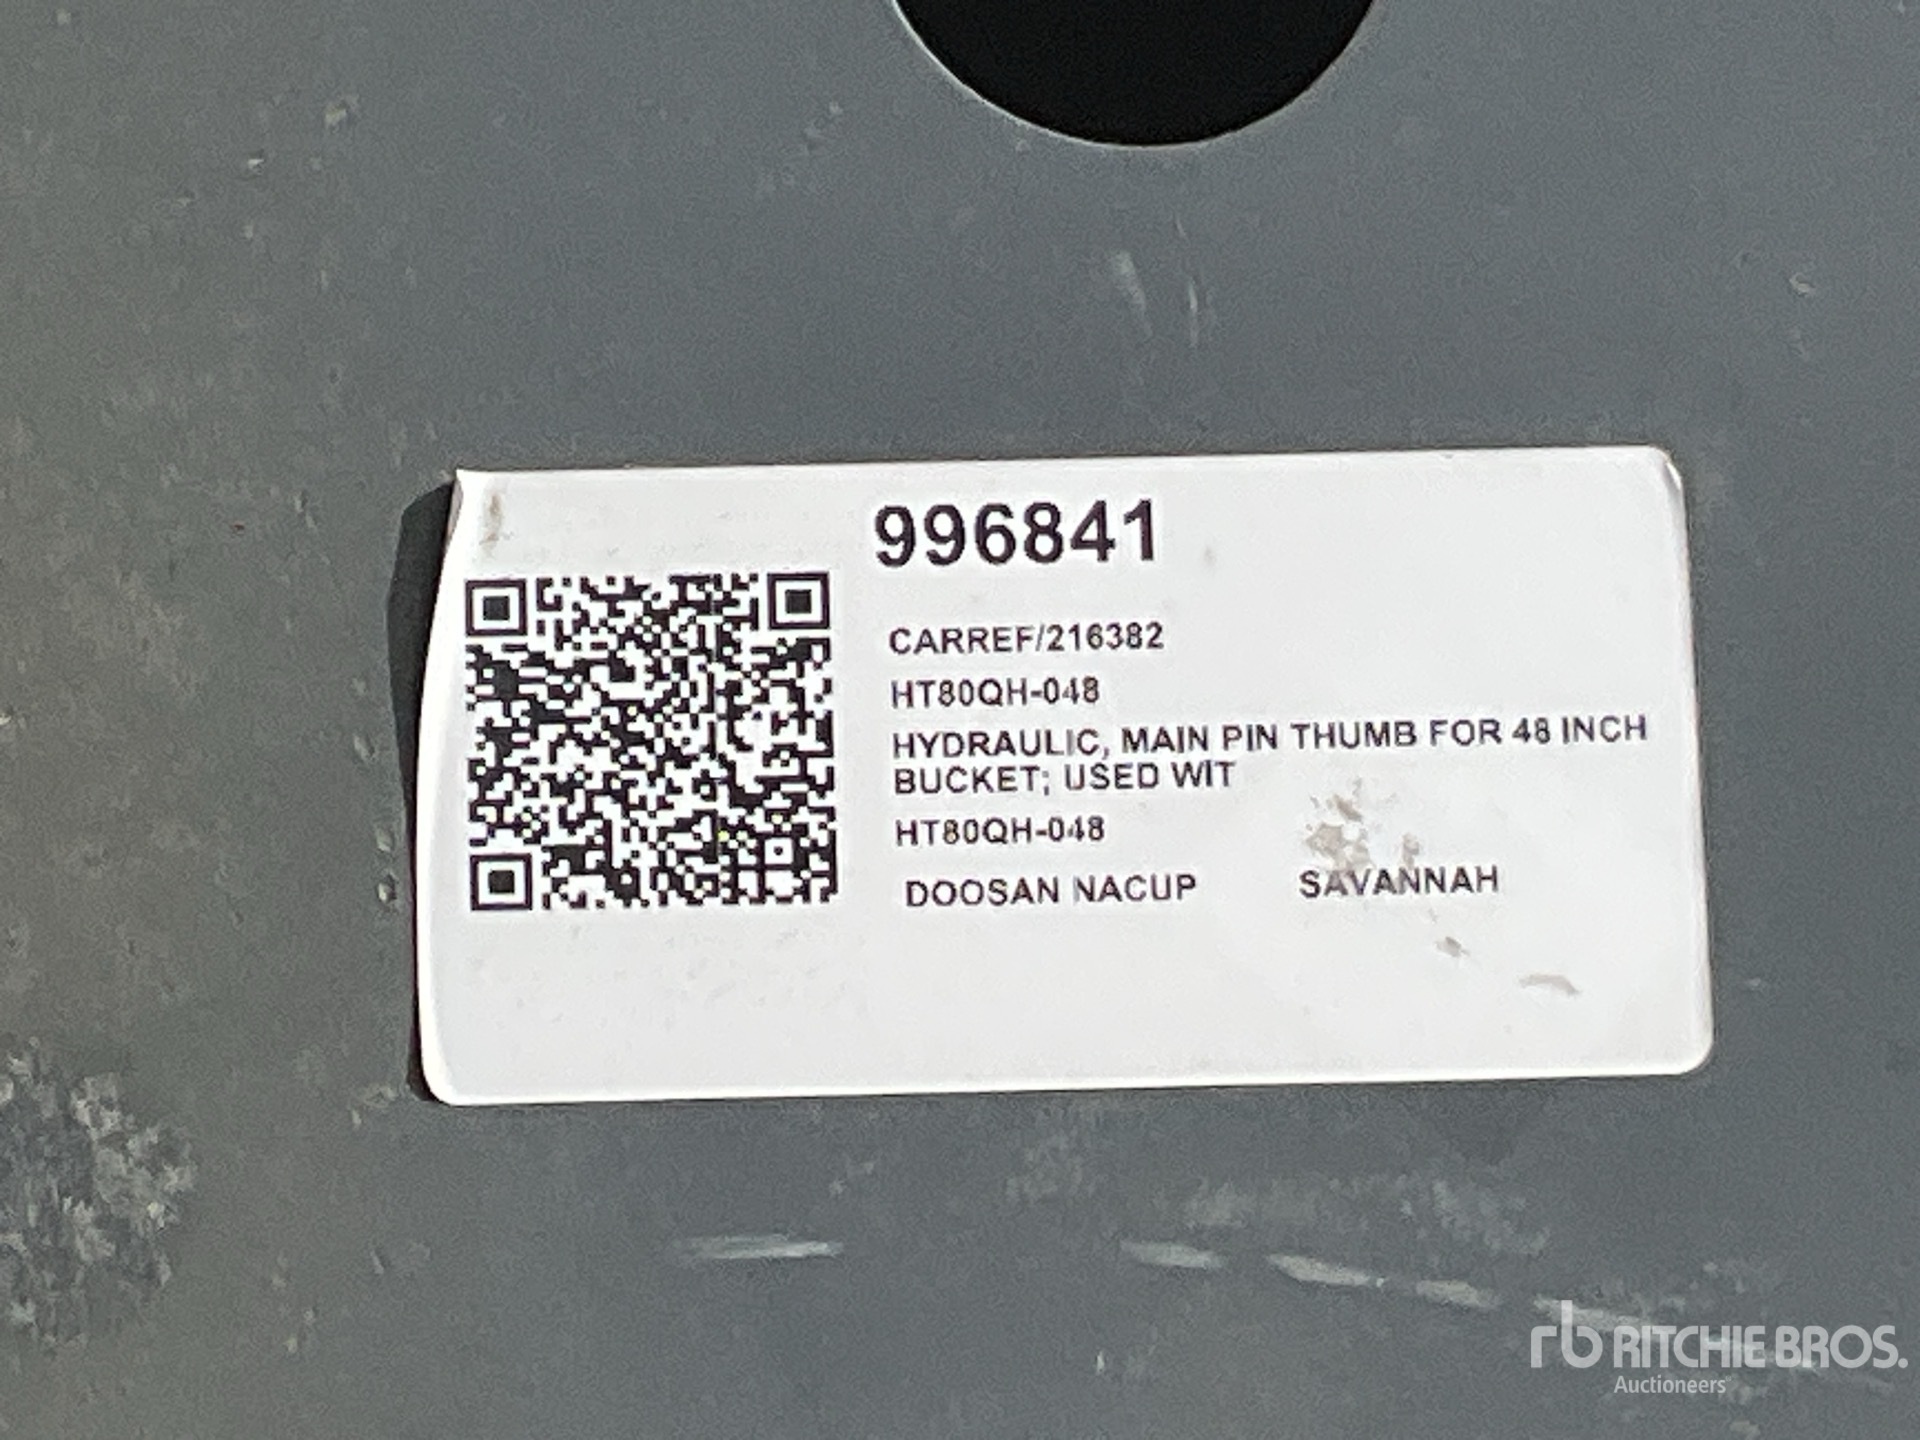 996841
CARREF/216382
HT80QH-048
HYDRAULIC, MAIN PIN THUMB FOR 48 INCH
BUCKET; USED WIT
HT80QH-048
DOOSAN NACUP SAVANNAH
rb RITCHIE BROS.
Auctioneers